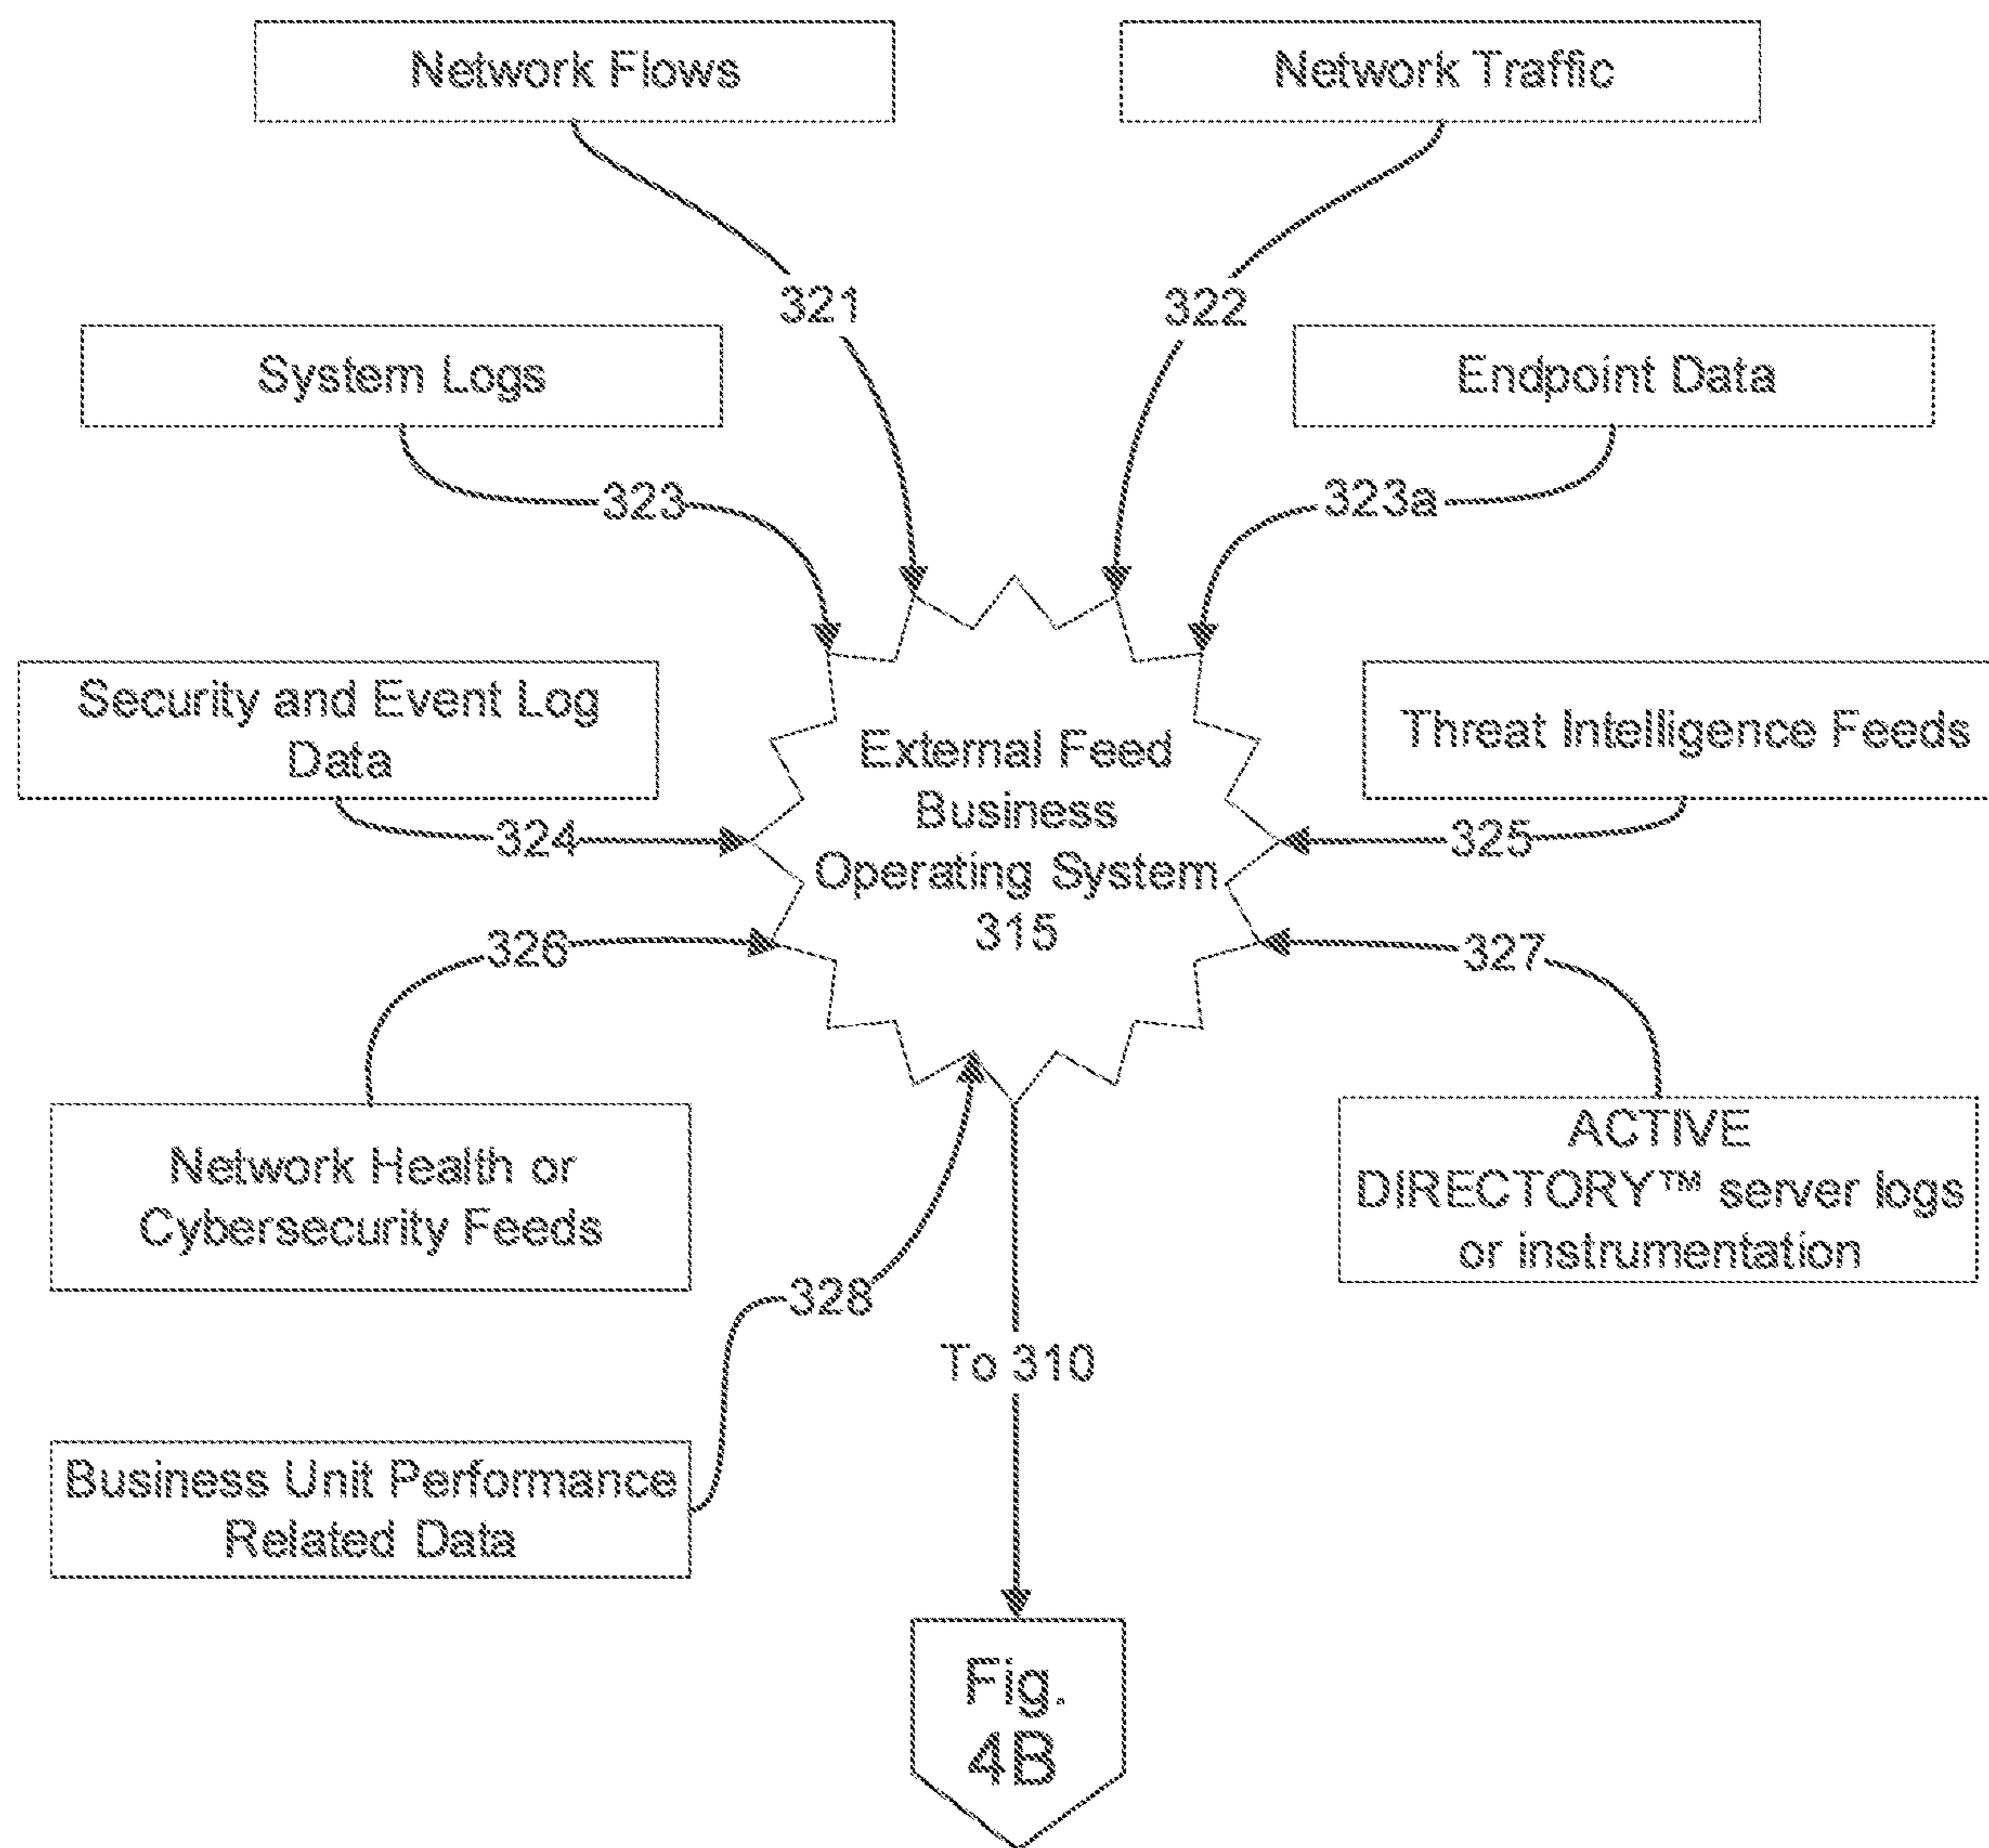 Network Flows
Network Traffic
321
322
System Logs
Endpoint Data
323
323a
Security and Event Log
Data
Threat Intelligence Feeds
External Feed
Business
Operating System
315
324
325
326
327
Network Health or
Cybersecurity Feeds
ACTIVE
DIRECTORY™ server logs
or instrumentation
328
To 310
Business Unit Performance
Related Data
Fig.
4B